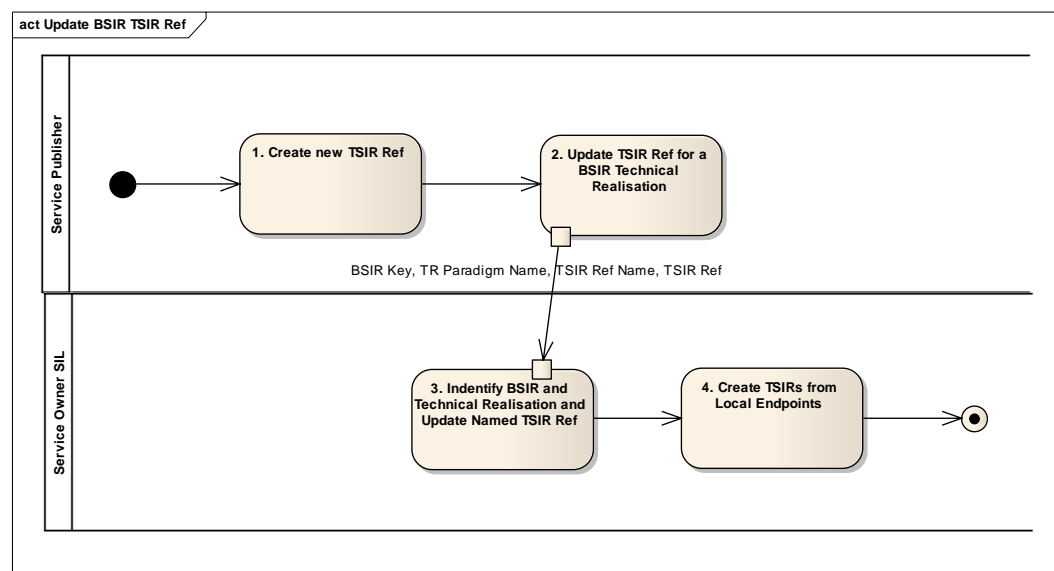 act Update BSIR TSIR Ref
Service Publisher
1. Create new TSIR Ref
2. Update TSIR Ref for a
BSIR Technical
Realisation
BSIR Key, TR Paradigm Name, TSIR Ref Name, TSIR Ref
Service Owner SIL
3. Indentify BSIR and
Technical Realisation and
Update Named TSIR Ref
4. Create TSIRs from
Local Endpoints